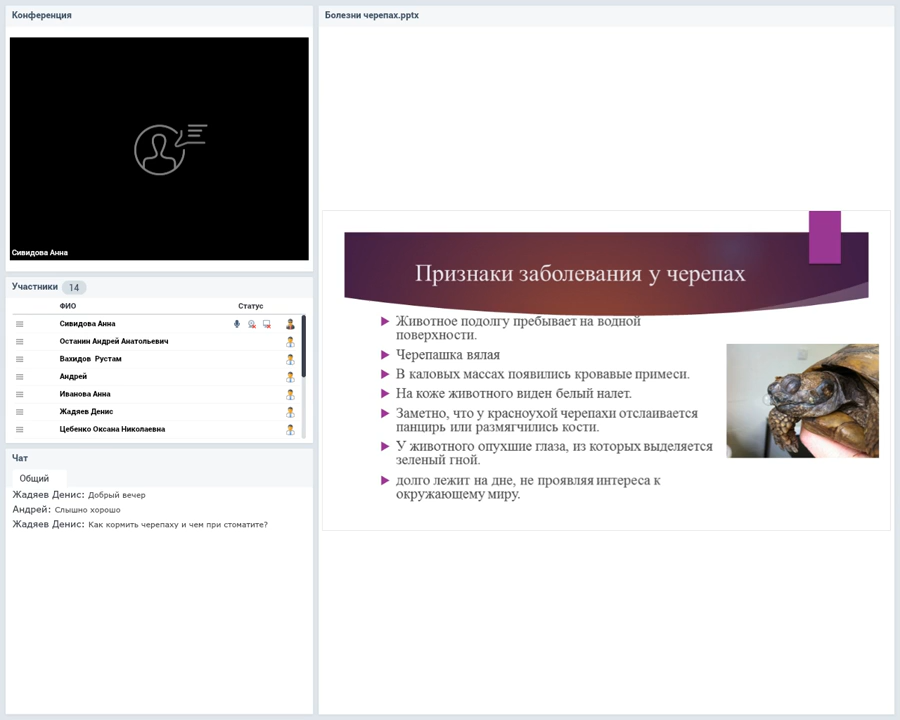 Конференция
Сивидова Анна
Участники 14
ФИО Статус
Сивидова Анна
Останин Андрей Анатольевич
Вахидов Рустам
Андрей
Иванова Анна
Жадяев Денис
Цебенко Оксана Николаевна
Чат
Общий
Жадяев Денис: Добрый вечер
Андрей: Слышно хорошо
Жадяев Денис: Как кормить черепаху и чем при стоматите?
Болезни черепах.pptx
Признаки заболевания у черепах
Животное подолгу пребывает на водной
поверхности.
Черепашка вялая
В каловых массах появились кровавые примеси.
На коже животного виден белый налет.
Заметно, что у красноухой черепахи отслаивается
панцирь или размягчились кости.
У животного опухшие глаза, из которых выделяется
зеленый гной.
долго лежит на дне, не проявляя интереса к
окружающему миру.